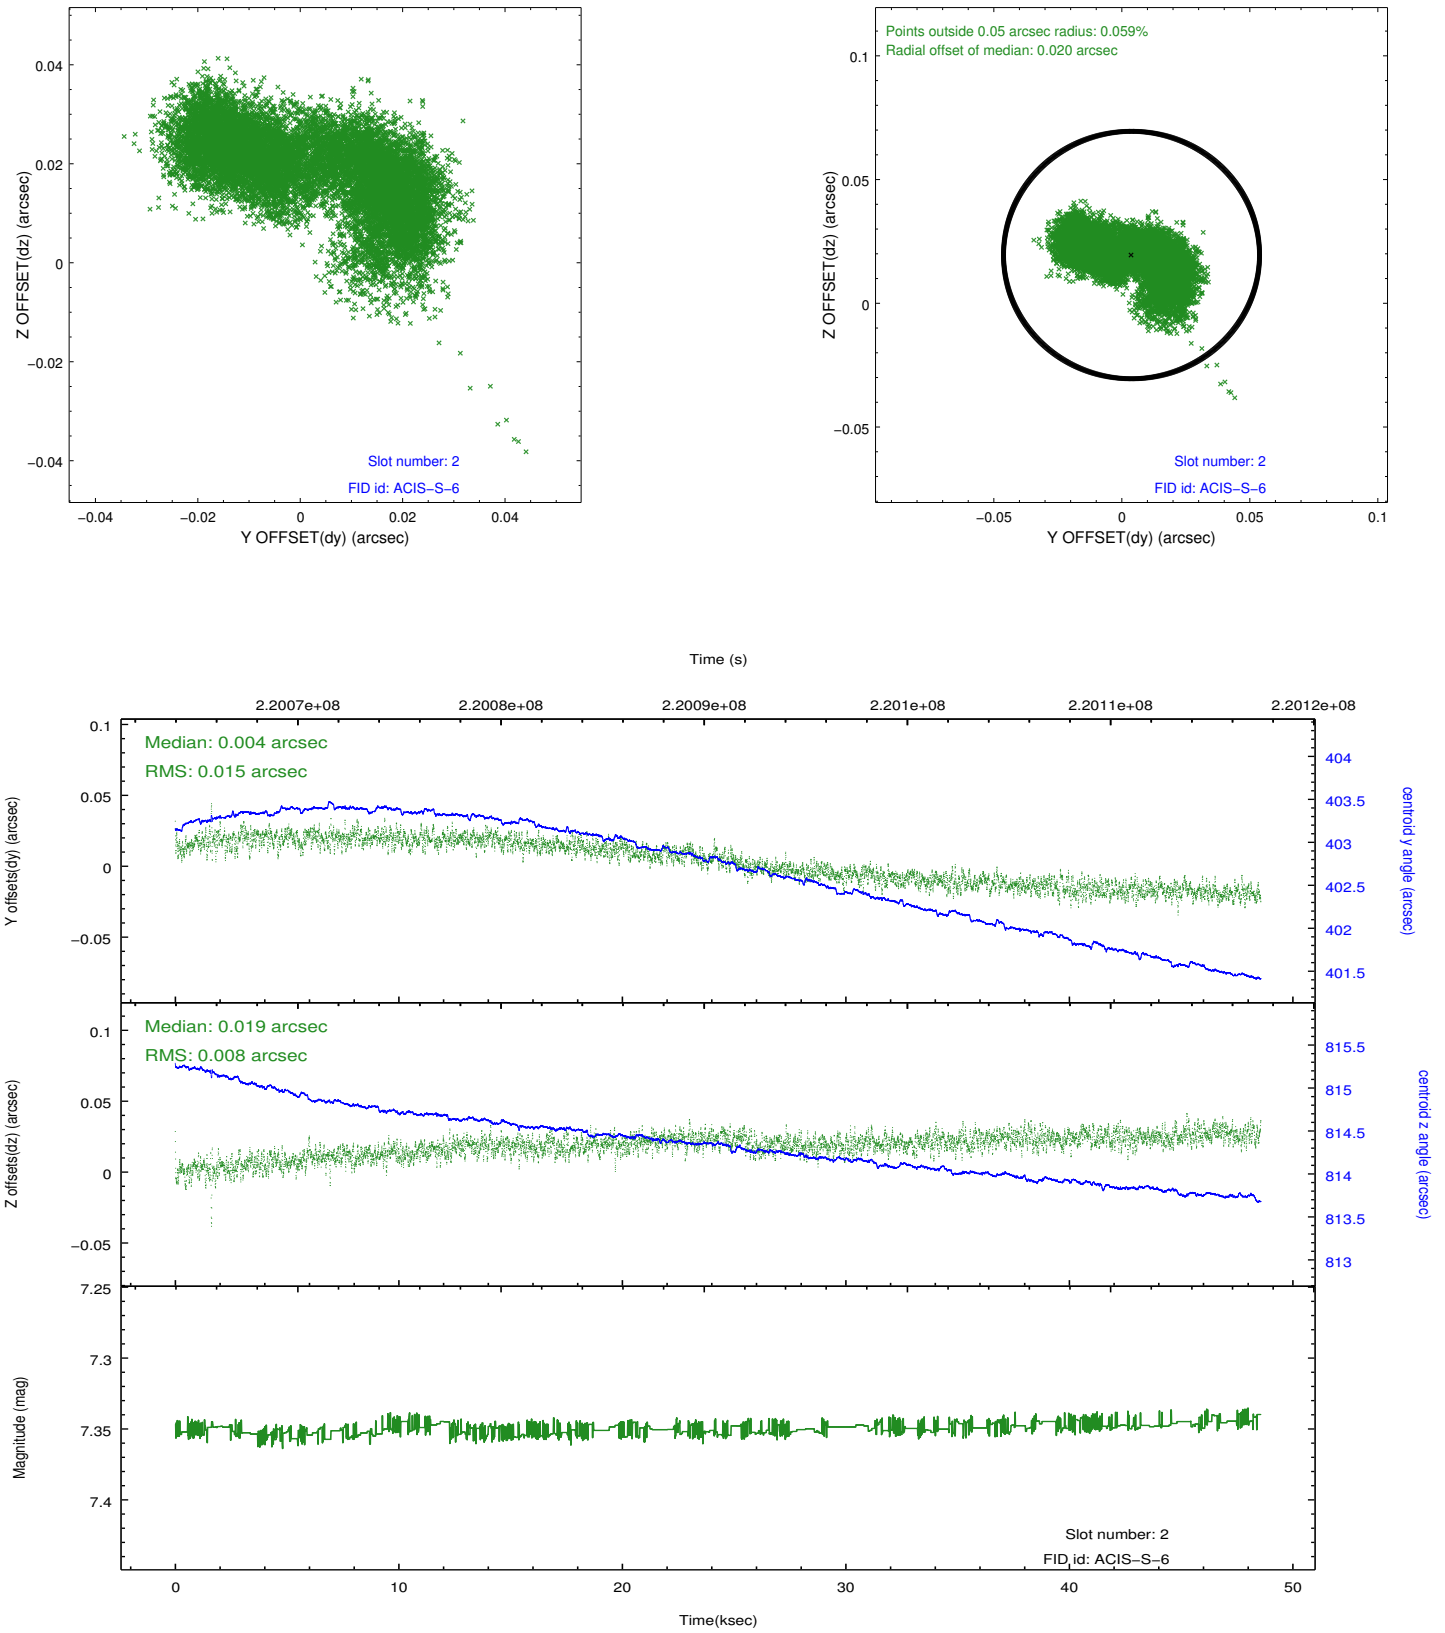 0.04
0.02
0
−0.02
−0.04
−0.04
−0.02
0
0.02
0.04
Z OFFSET(dz) (arcsec)
Y OFFSET(dy) (arcsec)
Slot number: 2
FID id: ACIS−S−6
Points outside 0.05 arcsec radius: 0.059%
Radial offset of median: 0.020 arcsec
0.1
0.05
0
−0.05
−0.05
0
0.05
0.1
Z OFFSET(dz) (arcsec)
Y OFFSET(dy) (arcsec)
Slot number: 2
FID id: ACIS−S−6
Time (s)
2.2007e+08
2.2008e+08
2.2009e+08
2.201e+08
2.2011e+08
2.2012e+08
Median: 0.004 arcsec
RMS: 0.015 arcsec
0.1
0.05
0
−0.05
Y offsets(dy) (arcsec)
404
403.5
403
402.5
402
401.5
centroid y angle (arcsec)
Median: 0.019 arcsec
RMS: 0.008 arcsec
0.1
0.05
0
−0.05
Z offsets(dz) (arcsec)
815.5
815
814.5
814
813.5
813
centroid z angle (arcsec)
7.25
7.3
7.35
7.4
Magnitude (mag)
Slot number: 2
FID id: ACIS−S−6
0
10
20
30
40
50
Time(ksec)